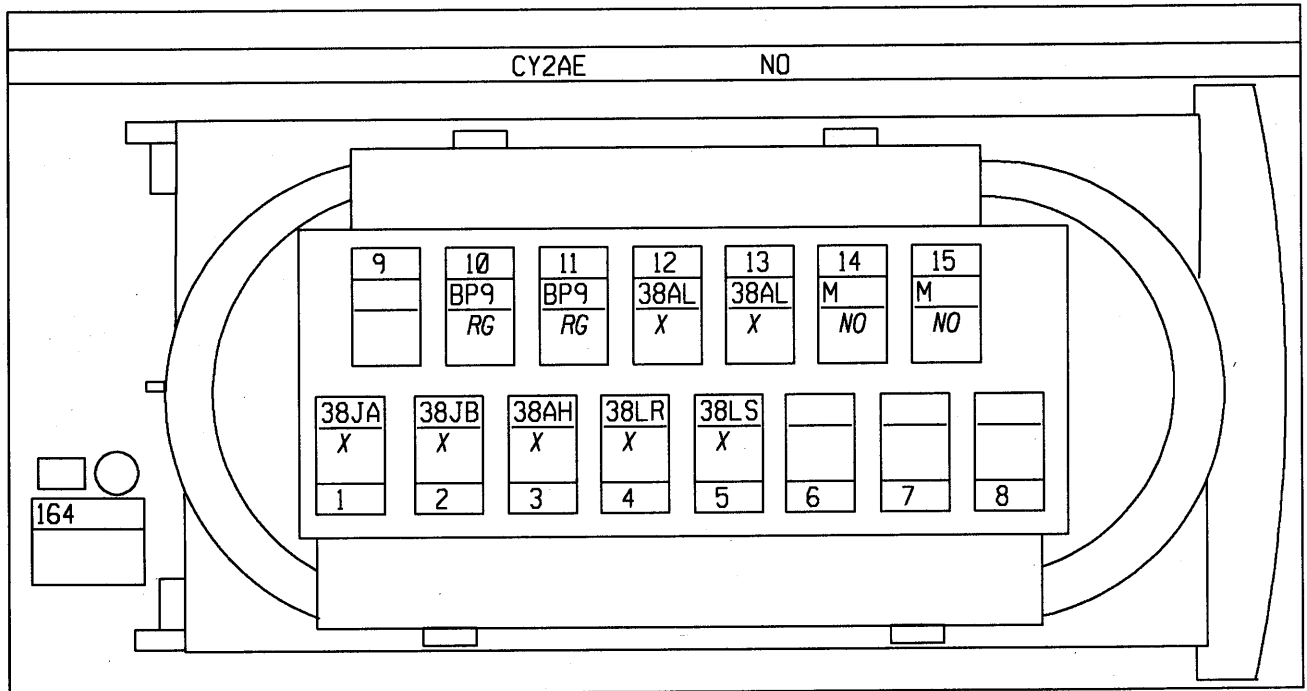 CY2AE NO
9 10 11 12 13 14 15
BP9 BP9 38AL 38AL M M
RG RG X X NO NO
38JA 38JB 38AH 38LR 38LS
X X X X X
1 2 3 4 5 6 7 8
164